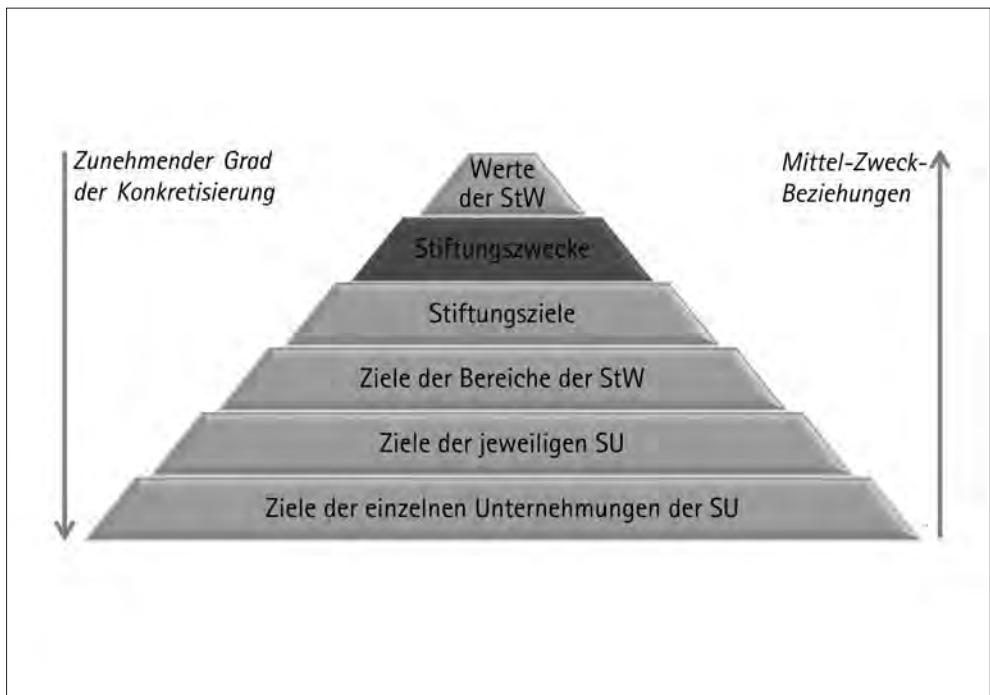 Zunehmender Grad
der Konkretisierung
Werte
der StW
Mittel-Zweck-
Beziehungen
Stiftungszwecke
Stiftungsziele
Ziele der Bereiche der StW
Ziele der jeweiligen SU
Ziele der einzelnen Unternehmungen der SU